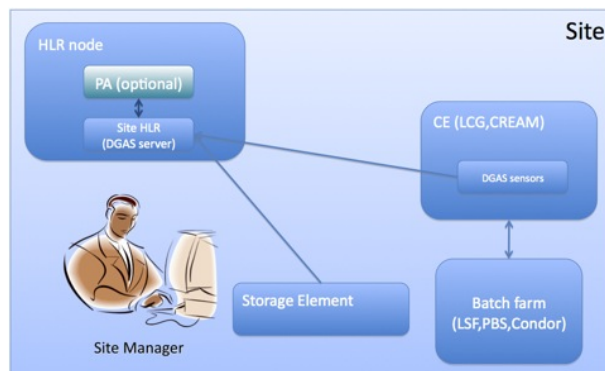 Site
HLR node
PA (optional)
Site HLR
(DGAS server)
CE (LCG,CREAM)
DGAS sensors
Storage Element
Batch farm
(LSF,PBS,Condor)
Site Manager